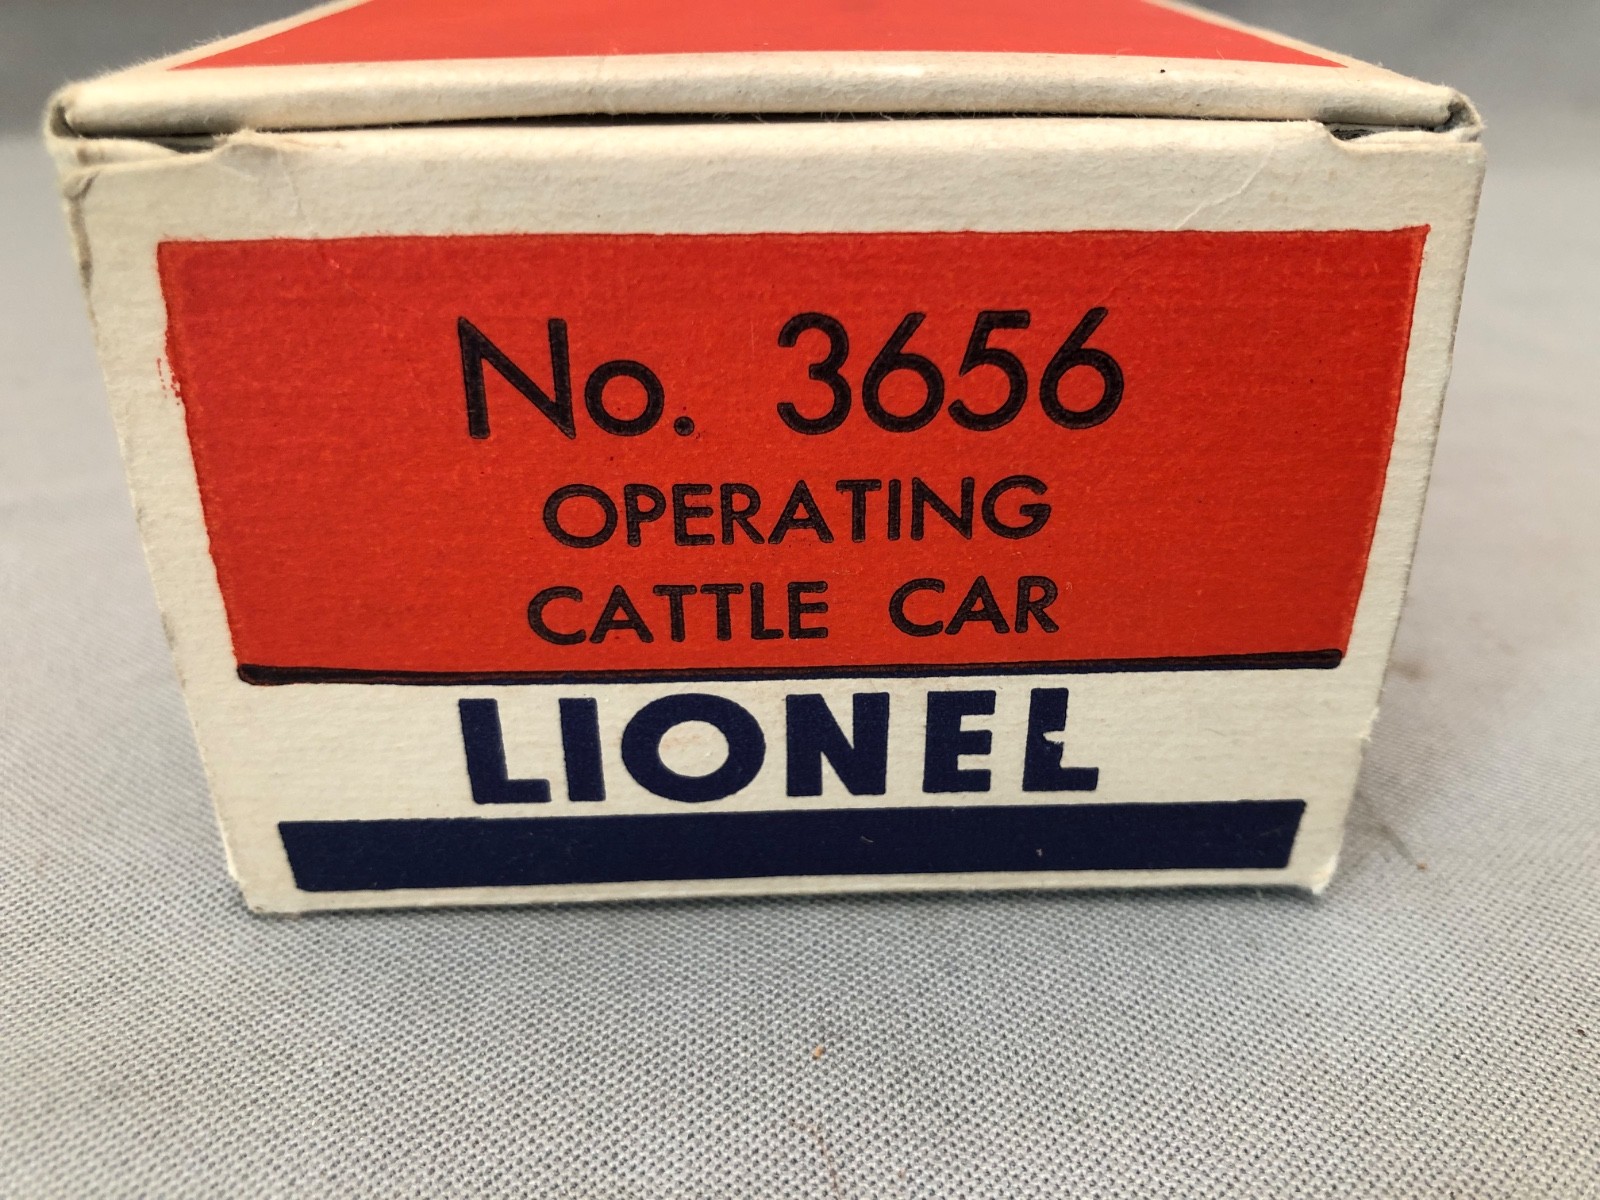 No. 3656
OPERATING
CATTLE CAR
LIONEL